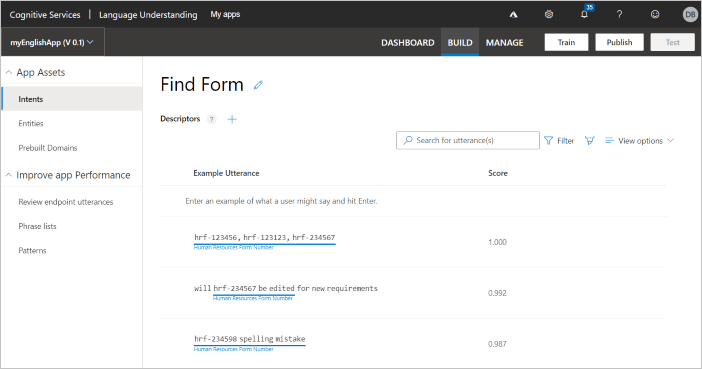 Cognitive Services | Language Understanding My apps 35 ? DB
myEnglishApp (V 0.1) DASHBOARD BUILD MANAGE Train Publish Test
App Assets
Intents
Entities
Prebuilt Domains
Improve app Performance
Review endpoint utterances
Phrase lists
Patterns
Find Form
Descriptors ? +
Search for utterance(s) Filter View options
Example Utterance Score
Enter an example of what a user might say and hit Enter.
hrf-123456, hrf-123123, hrf-234567 1.000
Human Resources Form Number
will hrf-234567 be edited for new requirements 0.992
Human Resources Form Number
hrf-234598 spelling mistake 0.987
Human Resources Form Number